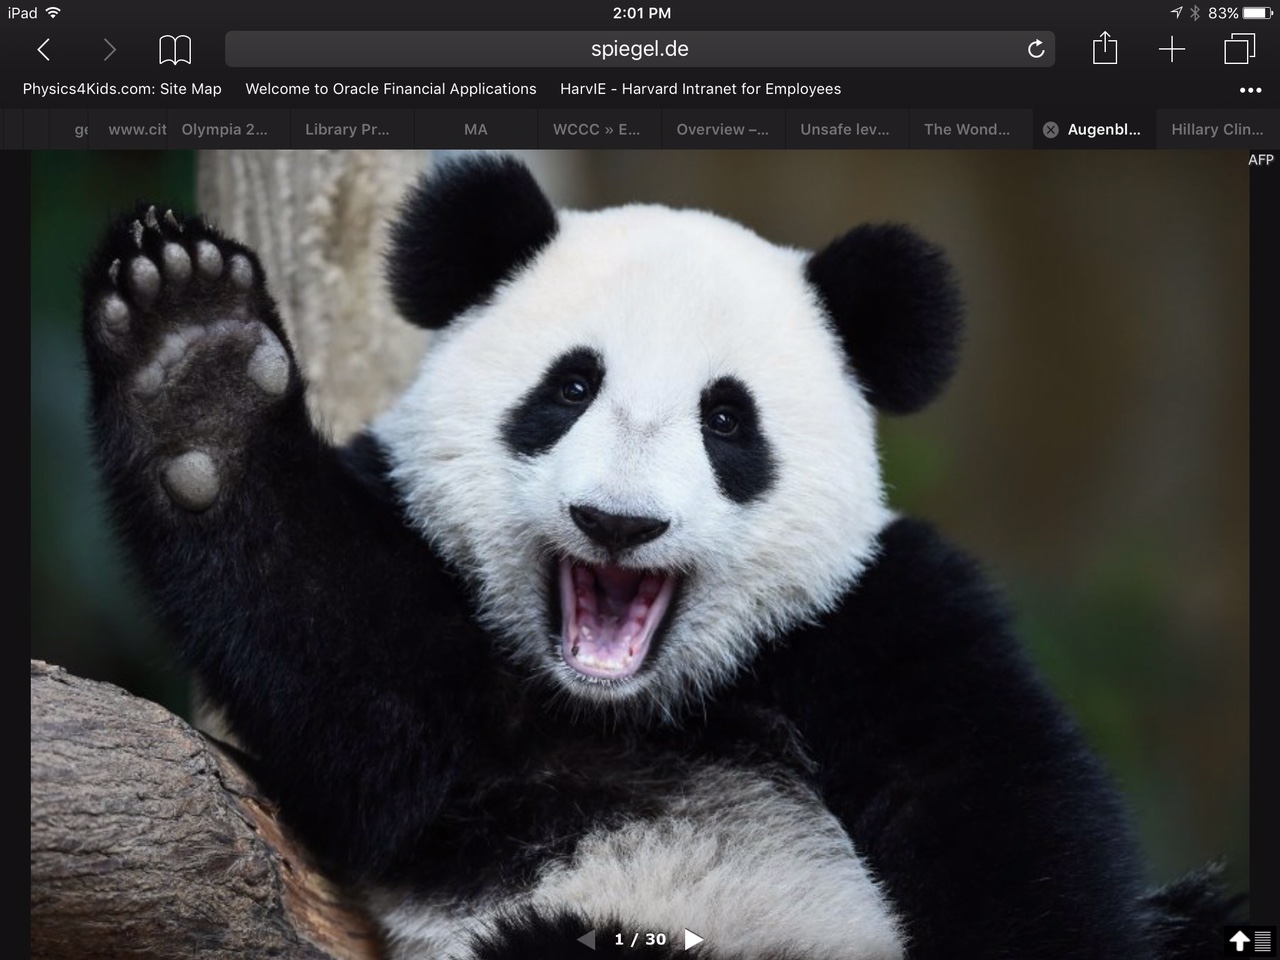 iPad 2:01 PM 83%
spiegel.de
Physics4Kids.com: Site Map Welcome to Oracle Financial Applications HarvIE - Harvard Intranet for Employees
www.cit Olympia 2... Library Pr... MA WCCC » E... Overview –... Unsafe lev... The Wond... Augenbl... Hillary Clin...
AFP
1 / 30